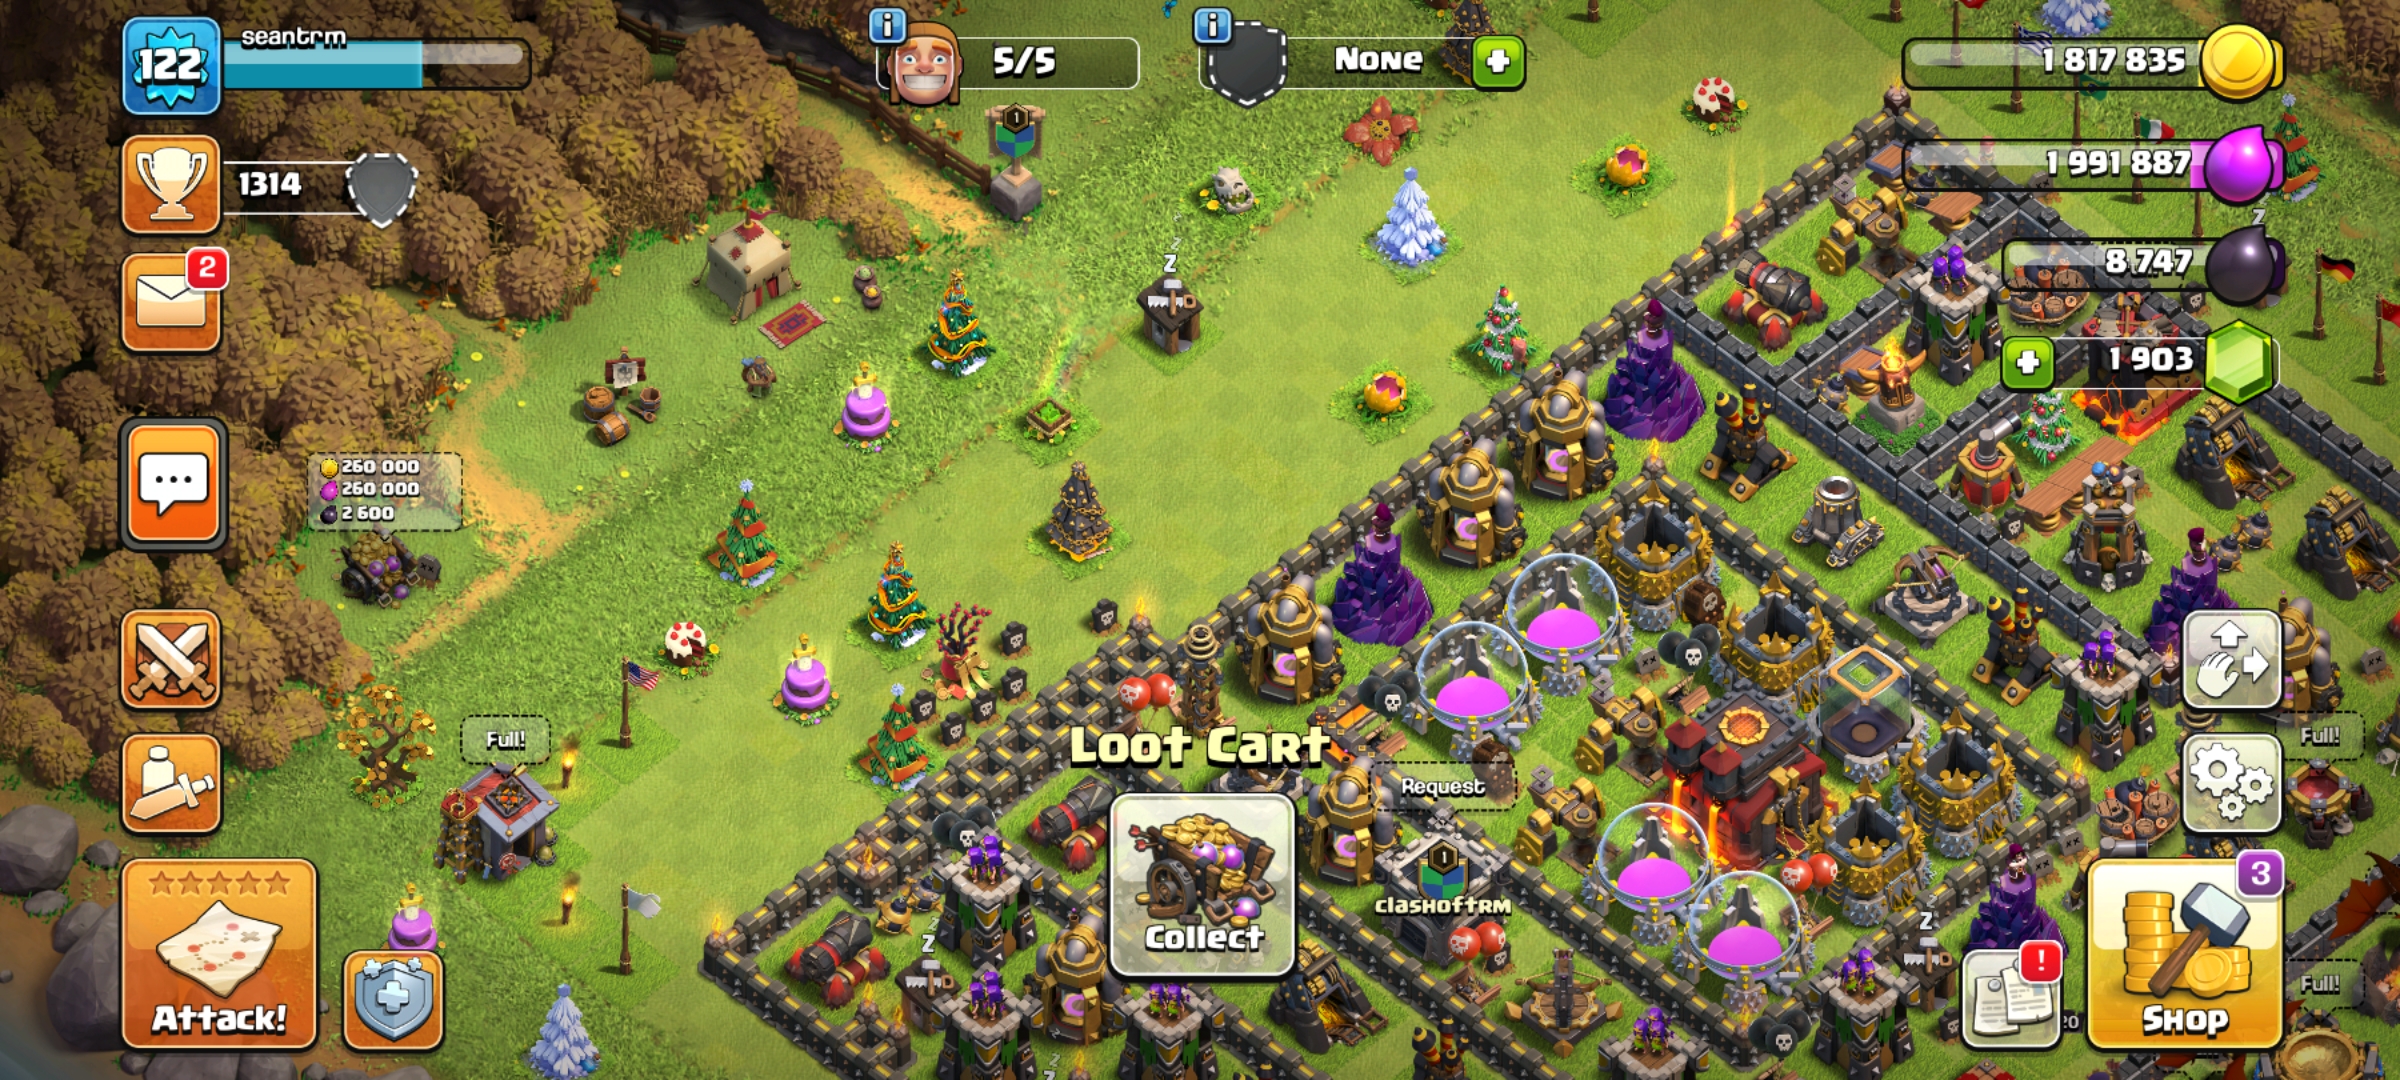 122
seantrm
5/5
None
1 817 835
1314
1 991 887
2
8 747
1 903
260 000
260 000
2 600
Full!
Loot Cart
Request
Full!
Collect
1
clashoftrm
3
Full!
Attack!
!
Shop